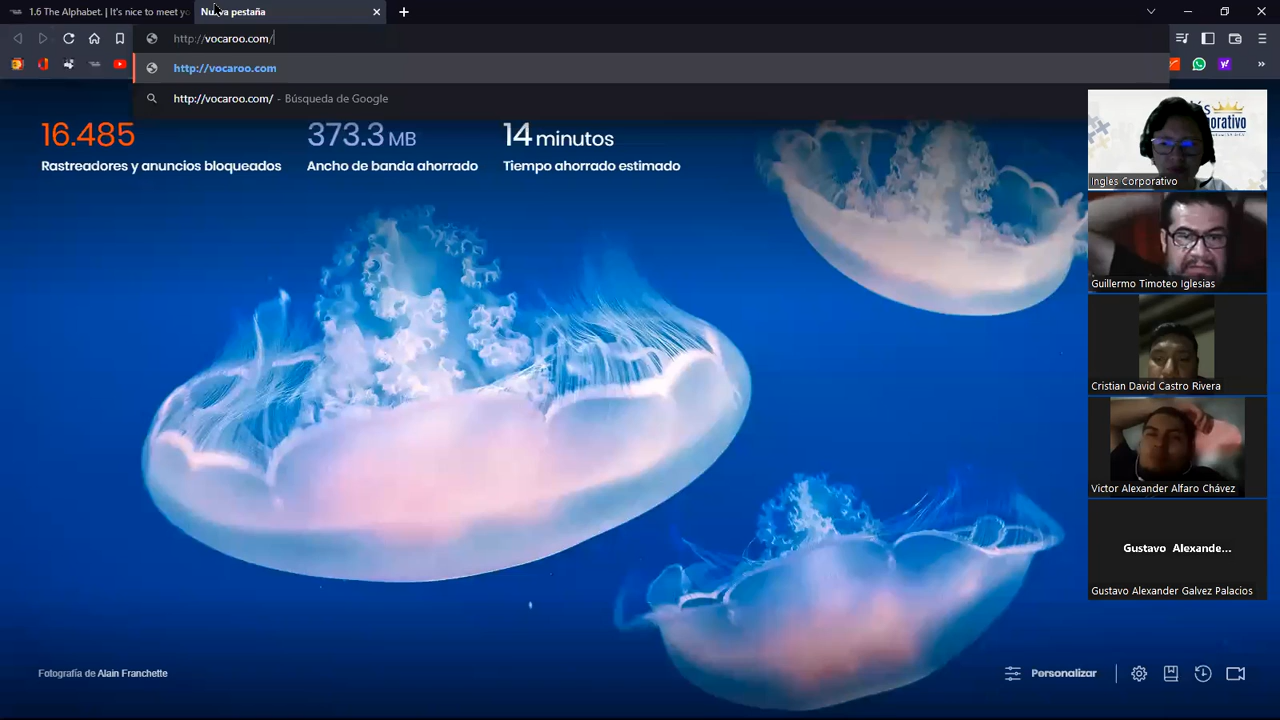 1.6 The Alphabet. | It's nice to meet yo
Nueva pestaña
http://vocaroo.com/
http://vocaroo.com
http://vocaroo.com/ - Búsqueda de Google
16.485
Rastreadores y anuncios bloqueados
373.3 MB
Ancho de banda ahorrado
14 minutos
Tiempo ahorrado estimado
orativo
Ingles Corporativo
Guillermo Timoteo Iglesias
Cristian David Castro Rivera
Victor Alexander Alfaro Chávez
Gustavo Alexande...
Gustavo Alexander Galvez Palacios
Fotografía de Alain Franchette
Personalizar